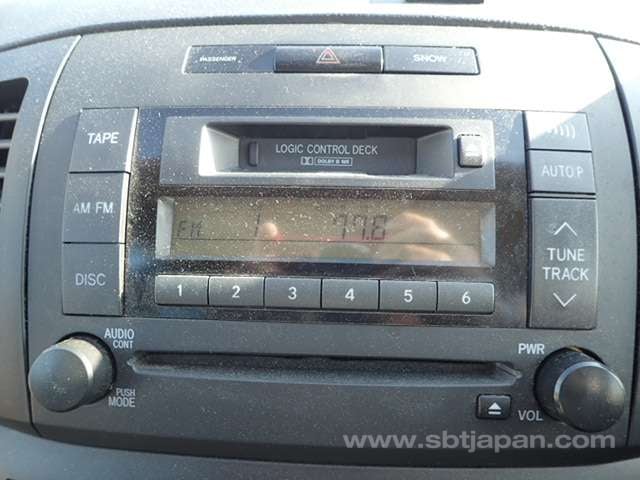 PASSENGER SNOW
TAPE
LOGIC CONTROL DECK
DOLBY B NR
AUTO P
AM FM
FM 1 77.6
TUNE
TRACK
DISC
1 2 3 4 5 6
AUDIO
CONT
PWR
PUSH
MODE
VOL
www.sbtjapan.com